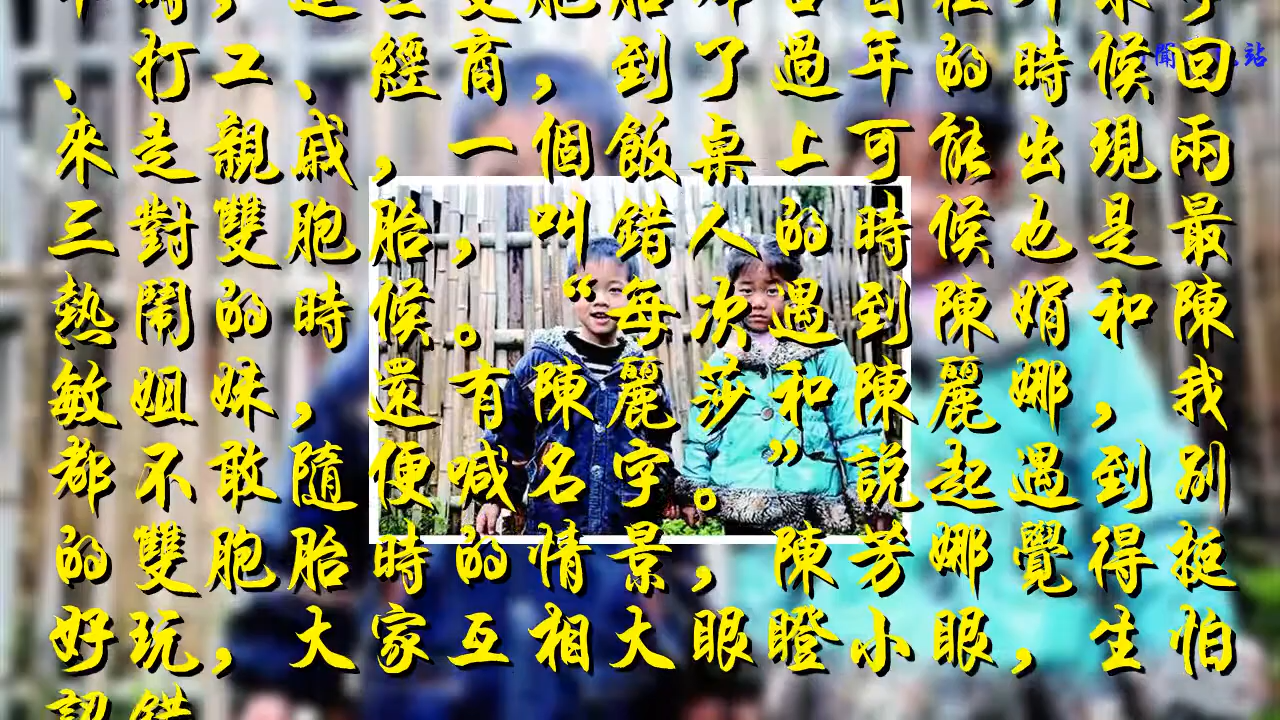 、打工、經商，到了過年的時候回
來走親戚，一個飯桌上可能出現兩
三對雙胞胎，叫錯人的時候也是最
熱鬧的時候。“每次遇到陳娟和陳
敏姐妹，還有陳麗莎和陳麗娜，我
都不敢隨便喊名字。”說起遇到別
的雙胞胎時的情景，陳芳娜覺得挺
好玩，大家互相大眼瞪小眼，生怕
認錯